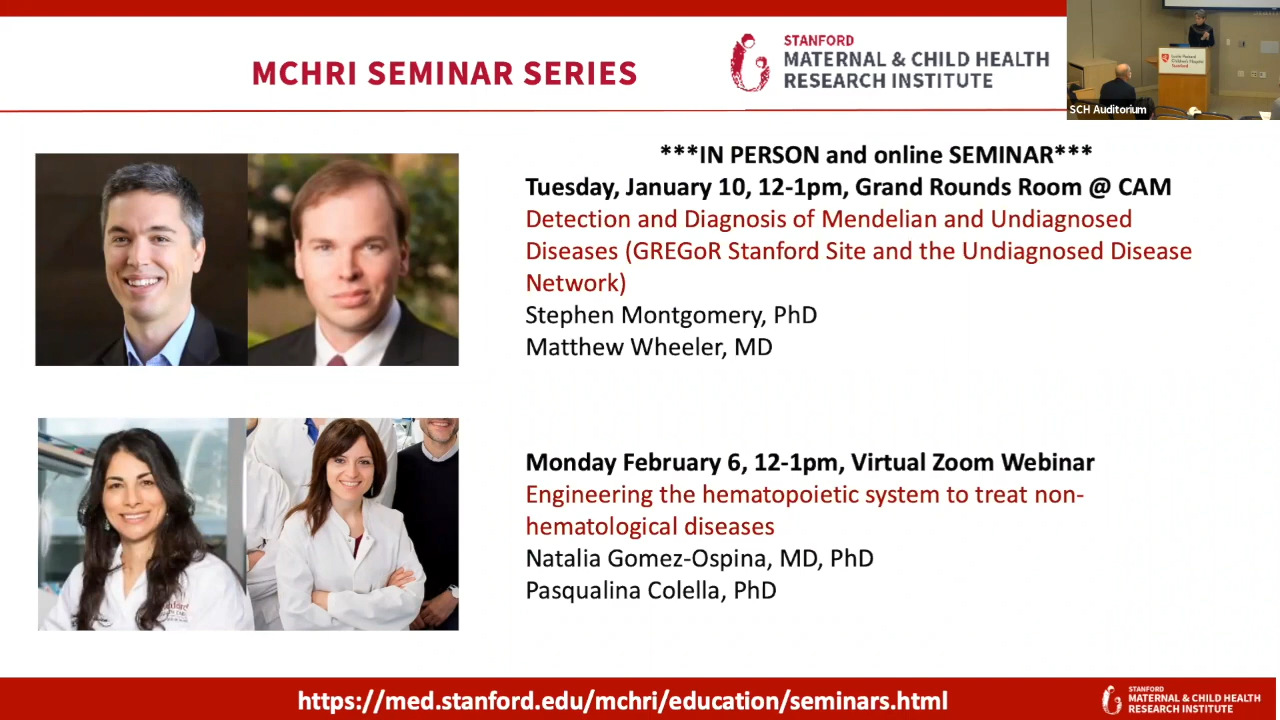 MCHRI SEMINAR SERIES
STANFORD
MATERNAL & CHILD HEALTH
RESEARCH INSTITUTE
SCH Auditorium
***IN PERSON and online SEMINAR***
Tuesday, January 10, 12-1pm, Grand Rounds Room @ CAM
Detection and Diagnosis of Mendelian and Undiagnosed
Diseases (GREGoR Stanford Site and the Undiagnosed Disease
Network)
Stephen Montgomery, PhD
Matthew Wheeler, MD
Monday February 6, 12-1pm, Virtual Zoom Webinar
Engineering the hematopoietic system to treat non-
hematological diseases
Natalia Gomez-Ospina, MD, PhD
Pasqualina Colella, PhD
https://med.stanford.edu/mchri/education/seminars.html
STANFORD
MATERNAL & CHILD HEALTH
RESEARCH INSTITUTE